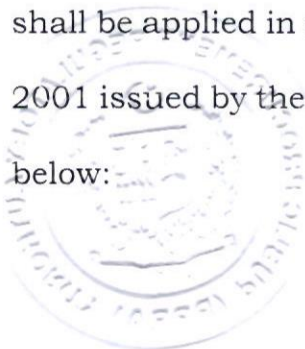 shall be applied in
2001 issued by the
below: